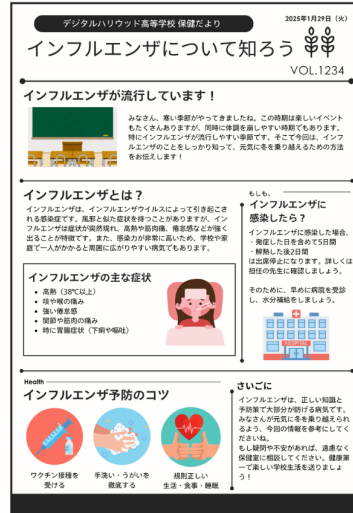 デジタルハリウッド高等学校 保健だより
2025年1月29日（火）
インフルエンザについて知ろう
VOL.1234
インフルエンザが流行しています！
みなさん、寒い季節がやってきましたね。この時期は楽しいイベント
もたくさんありますが、同時に体調を崩しやすい時期でもあります。
特にインフルエンザが流行しやすい季節です。そこで今回は、インフ
ルエンザのことをしっかり知って、元気に冬を乗り越えるための方法
をお伝えします！
インフルエンザとは？
インフルエンザは、インフルエンザウイルスによって引き起こさ
れる感染症です。風邪と似た症状を持つことがありますが、イン
フルエンザは症状が突然現れ、高熱や筋肉痛、倦怠感などが強く
出ることが特徴です。また、感染力が非常に高いため、学校や家
庭で一人がかかると周囲に広がりやすい病気でもあります。
インフルエンザの主な症状
• 高熱（38℃以上）
• 咳や喉の痛み
• 強い倦怠感
• 関節や筋肉の痛み
• 時に胃腸症状（下痢や嘔吐）
もしも、
インフルエンザに
感染したら？
インフルエンザに感染した場合、
・発症した日を含めて5日間
・解熱した後2日間
は出席停止になります。詳しくは
担任の先生に確認しましょう。
そのために、早めに病院を受診
し、水分補給をしましょう。
HOSPITAL
Health
インフルエンザ予防のコツ
ワクチン接種を
受ける
手洗い・うがいを
徹底する
規則正しい
生活・食事・睡眠
さいごに
インフルエンザは、正しい知識と
予防策で大部分が防げる病気です。
みなさんが元気に冬を乗り越えられ
るよう、今回の情報を参考にしてく
ださいね。
もし疑問や不安があれば、遠慮なく
保健室に相談してください。健康第
一で楽しい学校生活を送りましょ
う！